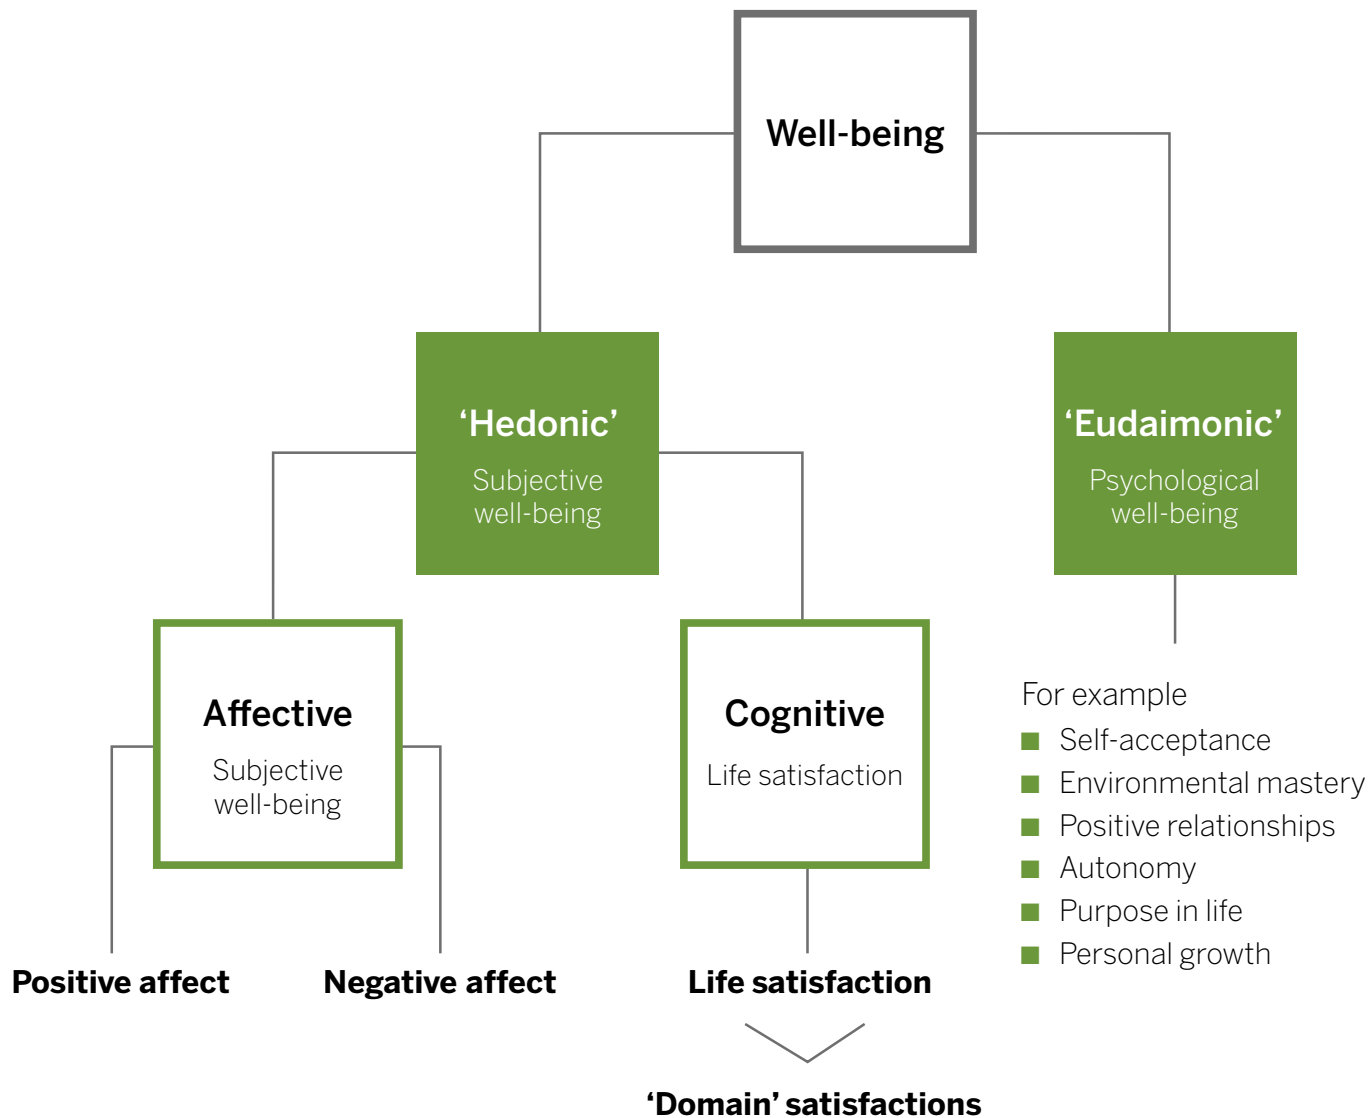 Well-being
‘Hedonic’
Subjective
well-being
‘Eudaimonic’
Psychological
well-being
Affective
Subjective
well-being
Cognitive
Life satisfaction
For example
Self-acceptance
Environmental mastery
Positive relationships
Autonomy
Purpose in life
Personal growth
Positive affect
Negative affect
Life satisfaction
‘Domain’ satisfactions